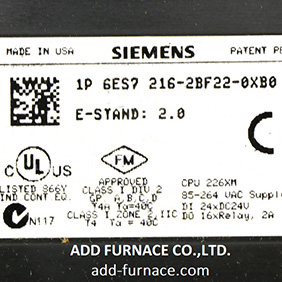 MADE IN USA SIEMENS PATENT PE
1P 6ES7 216-2BF22-0XB0
E-STAND: 2.0
C UL US
FM
LISTED 866Y
IND CONT. EQ.
N117
APPROVED
CLASS I DIV 2
GP. A, B, C, D
T4A Ta = 40C
CLASS I, ZONE 2, IIC
T4 Ta = 40C
CPU 226XM
85-264 VAC Supply
DI 24xDC24V
DO 16xRelay, 2A
ADD FURNACE CO.,LTD.
add-furnace.com